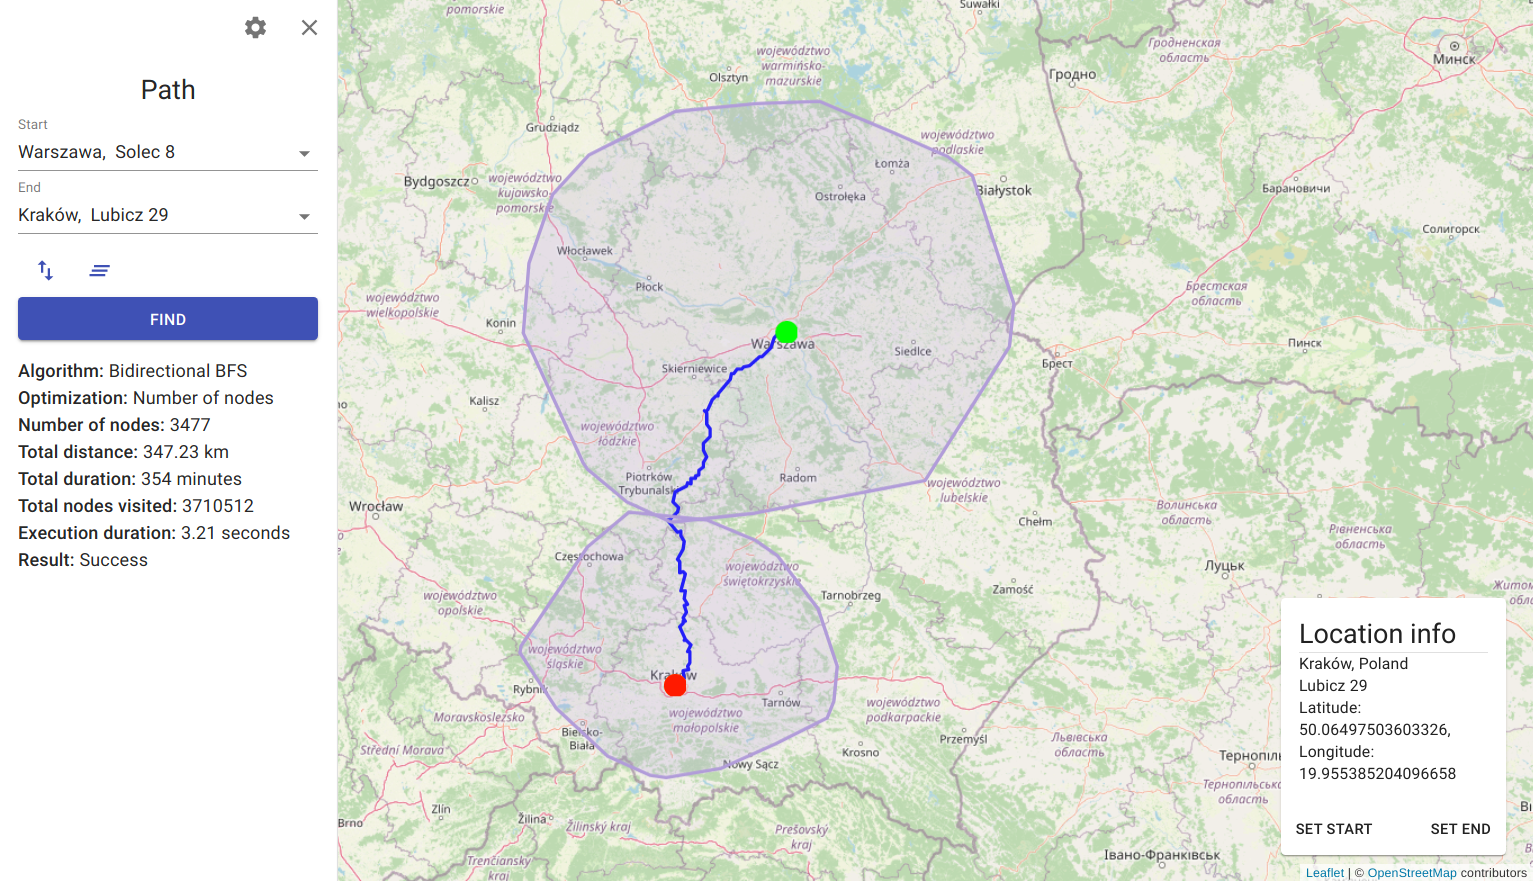 Path
Start
Warszawa, Solec 8
End
Kraków, Lubicz 29
FIND
Algorithm: Bidirectional BFS
Optimization: Number of nodes
Number of nodes: 3477
Total distance: 347.23 km
Total duration: 354 minutes
Total nodes visited: 3710512
Execution duration: 3.21 seconds
Result: Success
pomorskie
Suwałki
województwo
warmińsko-
mazurskie
Olsztyn
Гродненская
область
Минск
Гродно
Grudziądz
województwo
podlaskie
Łomża
Bydgoszcz
województwo
kujawsko-
pomorskie
Ostrołęka
Białystok
Барановичи
Солигорск
Włocławek
Płock
województwo
wielkopolskie
Konin
Брестская
область
Warszawa
Siedlce
Skierniewice
Брест
Пинск
Kalisz
województwo
łódzkie
Piotrków
Trybunalski
Radom
województwo
lubelskie
Wrocław
Chełm
Волинська
область
Рівненська
область
Częstochowa
województwo
świętokrzyskie
Луцьк
Zamość
Tarnobrzeg
województwo
opolskie
Житом
область
województwo
śląskie
Kraków
Rybnik
Tarnów
województwo
małopolskie
województwo
podkarpackie
Moravskoslezsko
Bielsko-
Biała
Przemyśl
Львівська
область
Střední Morava
Krosno
Nowy Sącz
Терноп
Тернопільс
область
Zlín
Žilina
Žilinský kraj
Brno
Prešovský
kraj
Trenčiansky
kraj
Івано-Франківськ
Location info
Kraków, Poland
Lubicz 29
Latitude:
50.06497503603326,
Longitude:
19.955385204096658
SET START SET END
Leaflet | © OpenStreetMap contributors